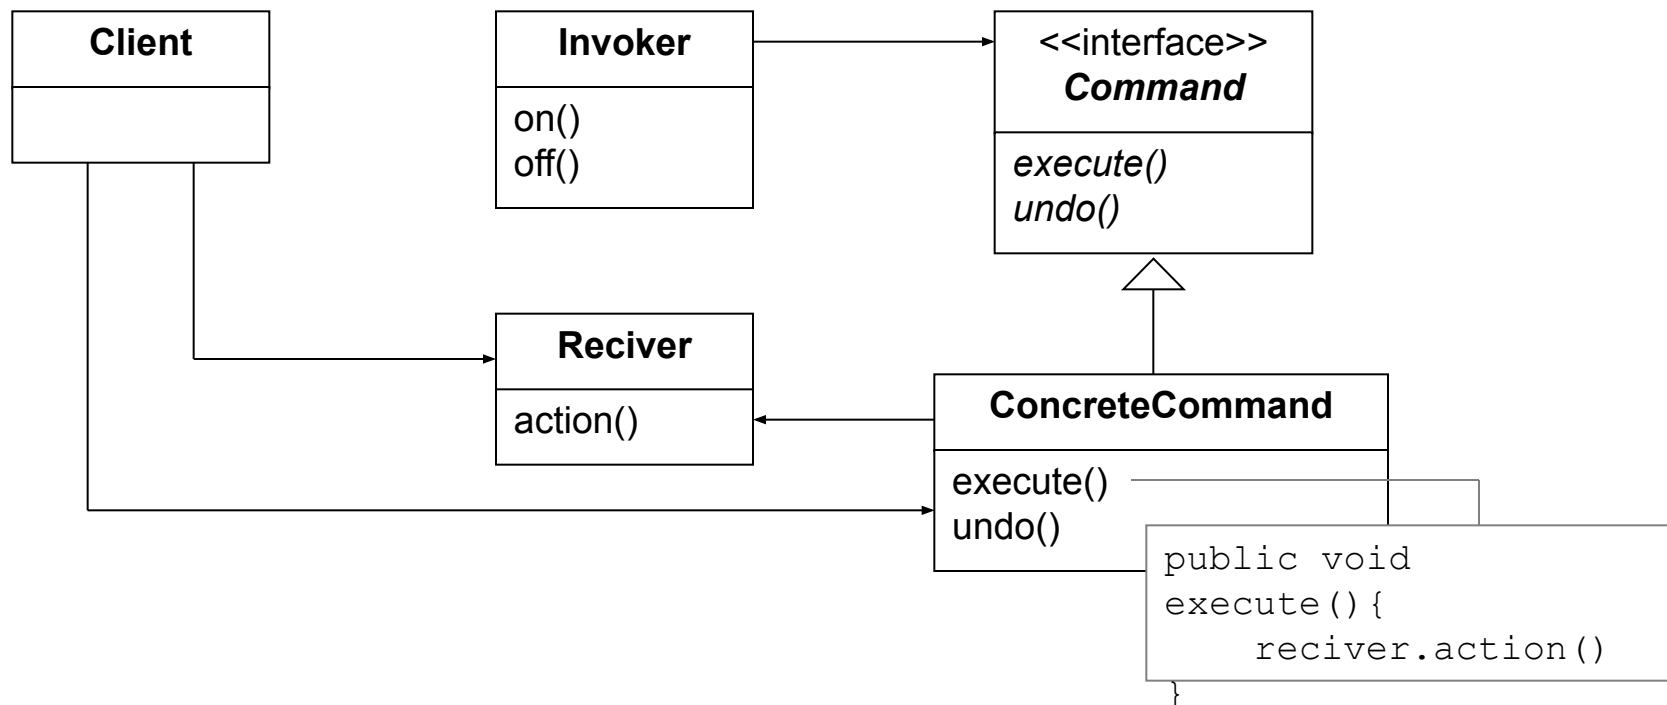 Client
Invoker
on()
off()
<<interface>>
Command
execute()
undo()
Reciver
action()
ConcreteCommand
execute()
undo()
public void
execute(){
reciver.action()
}